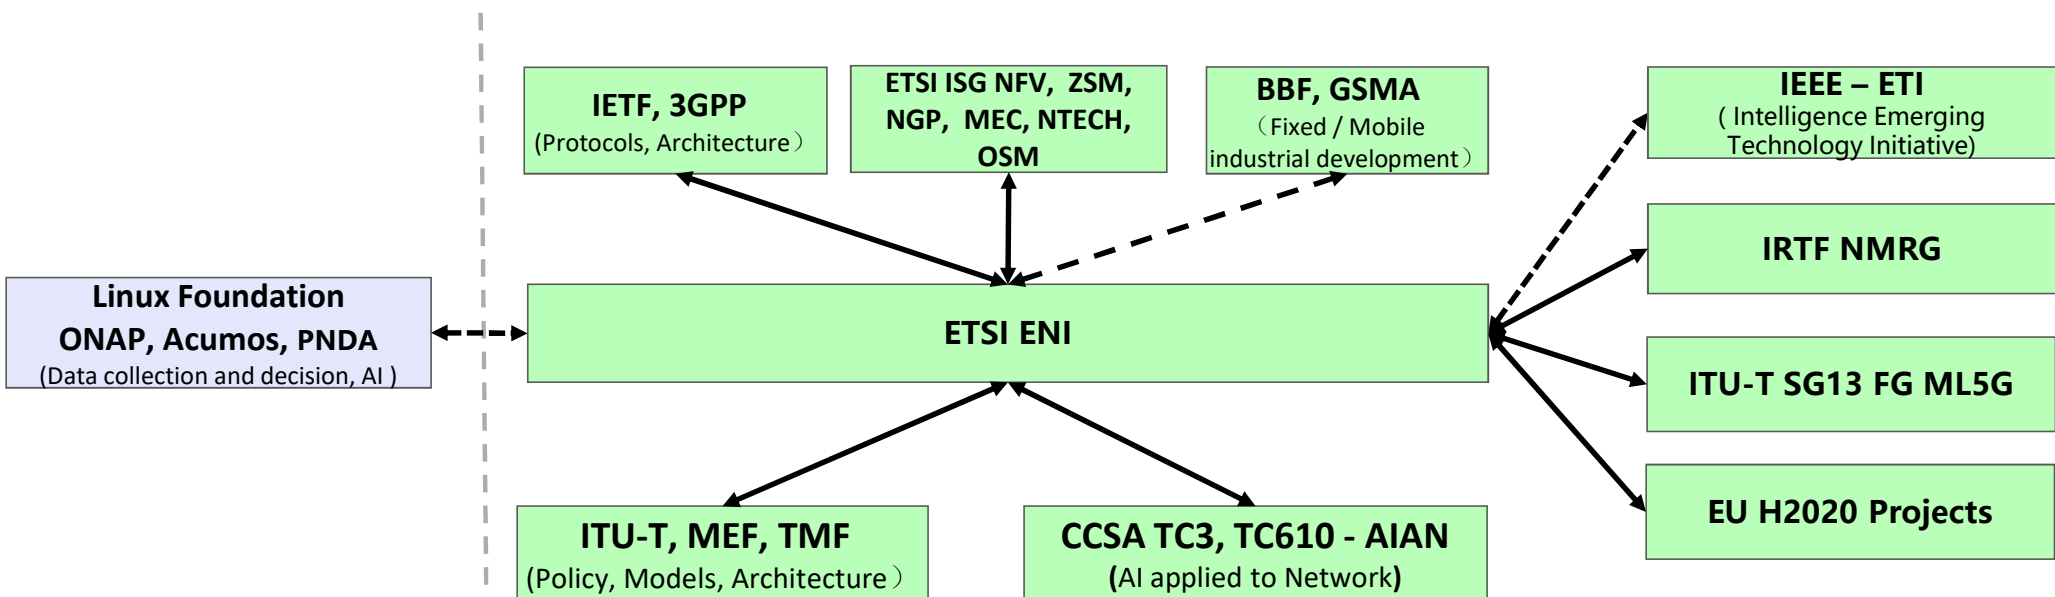 IETF, 3GPP
(Protocols, Architecture）
ETSI ISG NFV, ZSM,
NGP, MEC, NTECH,
OSM
BBF, GSMA
（Fixed / Mobile
industrial development）
IEEE – ETI
( Intelligence Emerging
Technology Initiative)
IRTF NMRG
Linux Foundation
ONAP, Acumos, PNDA
(Data collection and decision, AI )
ETSI ENI
ITU-T SG13 FG ML5G
EU H2020 Projects
ITU-T, MEF, TMF
(Policy, Models, Architecture）
CCSA TC3, TC610 - AIAN
(AI applied to Network)